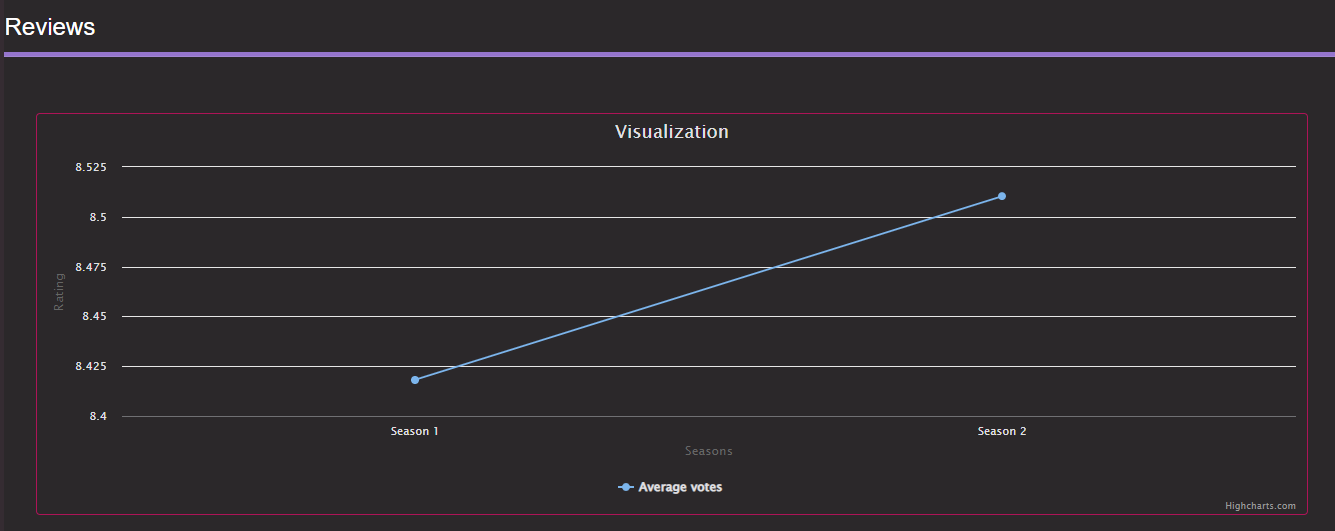 Reviews
Visualization
8.525
8.5
8.475
8.45
8.425
8.4
Rating
Season 1
Season 2
Seasons
Average votes
Highcharts.com